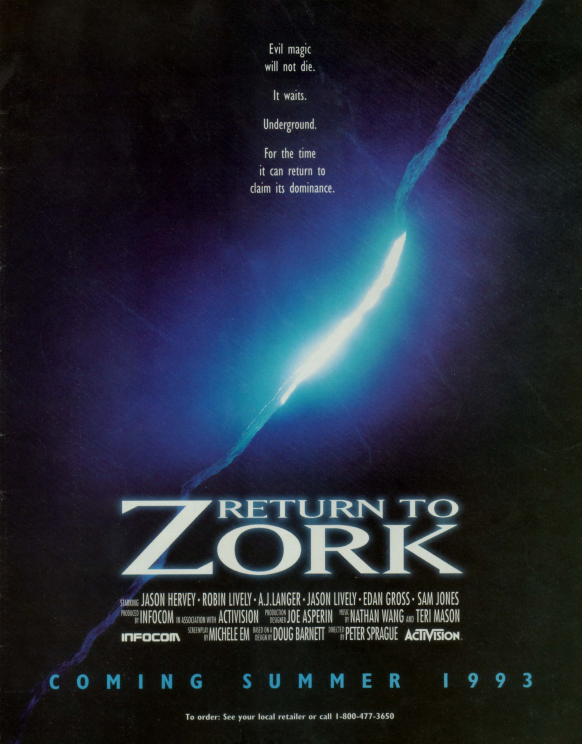 Evil magic
will not die.
It waits.
Underground.
For the time
it can return to
claim its dominance.
RETURN TO
ZORK
STARRING JASON HERVEY · ROBIN LIVELY · A.J.LANGER · JASON LIVELY · EDAN GROSS · SAM JONES
PRODUCED BY INFOCOM IN ASSOCIATION WITH ACTIVISION PRODUCTION DESIGNER JOE ASPERIN MUSIC BY NATHAN WANG AND TERI MASON
SCREENPLAY BY MICHELE EM BASED ON A DESIGN BY DOUG BARNETT DIRECTED BY PETER SPRAGUE
INFOCOM
ACTIVISION
COMING SUMMER 1993
To order: See your local retailer or call 1-800-477-3650